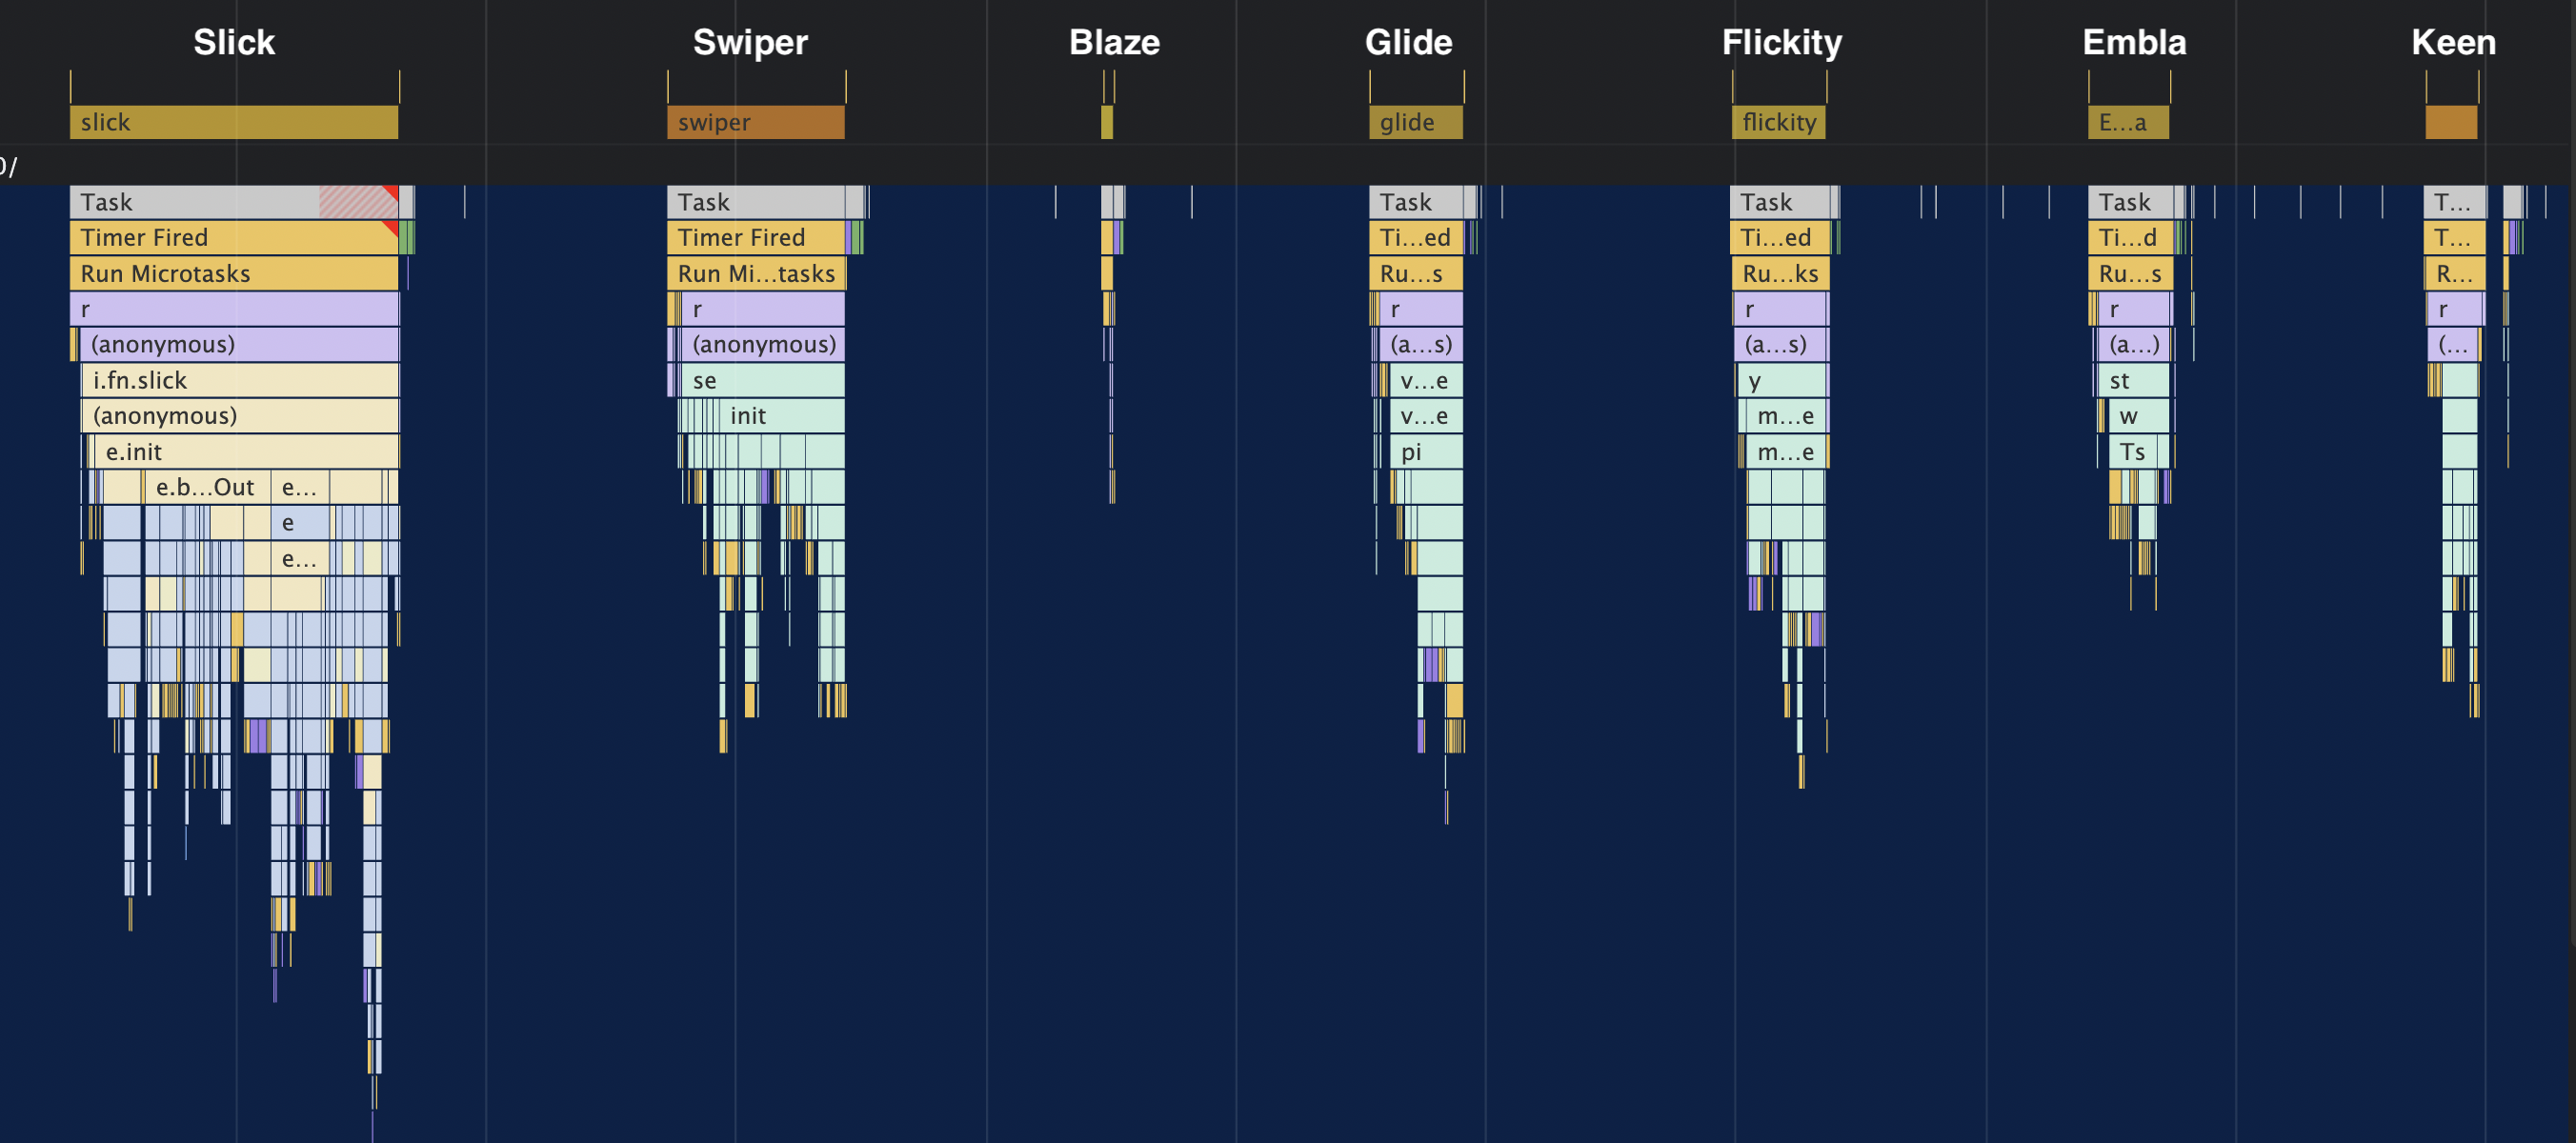 Slick Swiper Blaze Glide Flickity Embla Keen
slick swiper glide flickity E...a
0/
Task Task Task Task Task T...
Timer Fired Timer Fired Ti...ed Ti...ed Ti...d T...
Run Microtasks Run Mi...tasks Ru...s Ru...ks Ru...s R...
r r r r r r
(anonymous) (anonymous) (a...s) (a...s) (a...) (...
i.fn.slick se v...e y st
(anonymous) init v...e m...e w
e.init pi m...e Ts
e.b...Out e...
e
e...